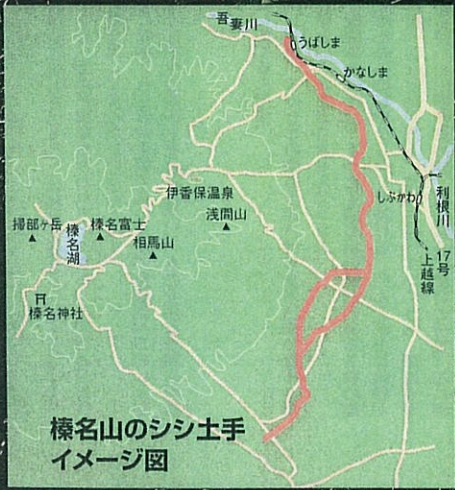 吾妻川
うばしま
かなしま
伊香保温泉
しぶかわ
利根川
掃部ヶ岳
榛名湖
榛名富士
浅間山
相馬山
17号
上越線
榛名神社
榛名山のシシ土手
イメージ図